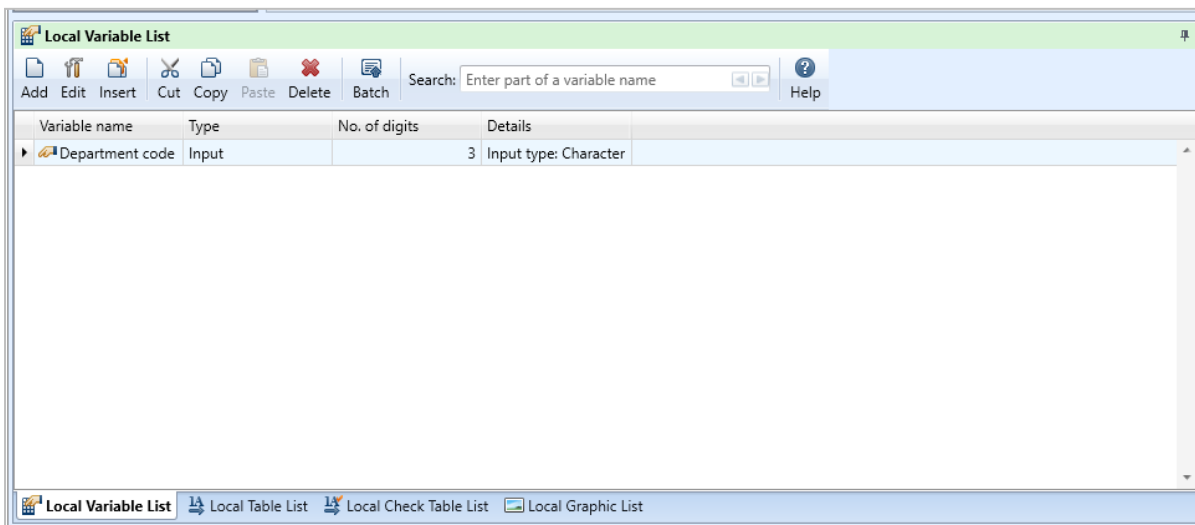 Local Variable List
Add Edit Insert Cut Copy Paste Delete Batch Search: Enter part of a variable name Help
Variable name Type No. of digits Details
Department code Input 3 Input type: Character
Local Variable List Local Table List Local Check Table List Local Graphic List